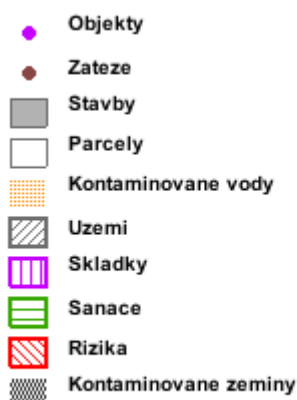 Objekty
Zateze
Stavby
Parcely
Kontaminovane vody
Uzemi
Skladky
Sanace
Rizika
Kontaminovane zeminy